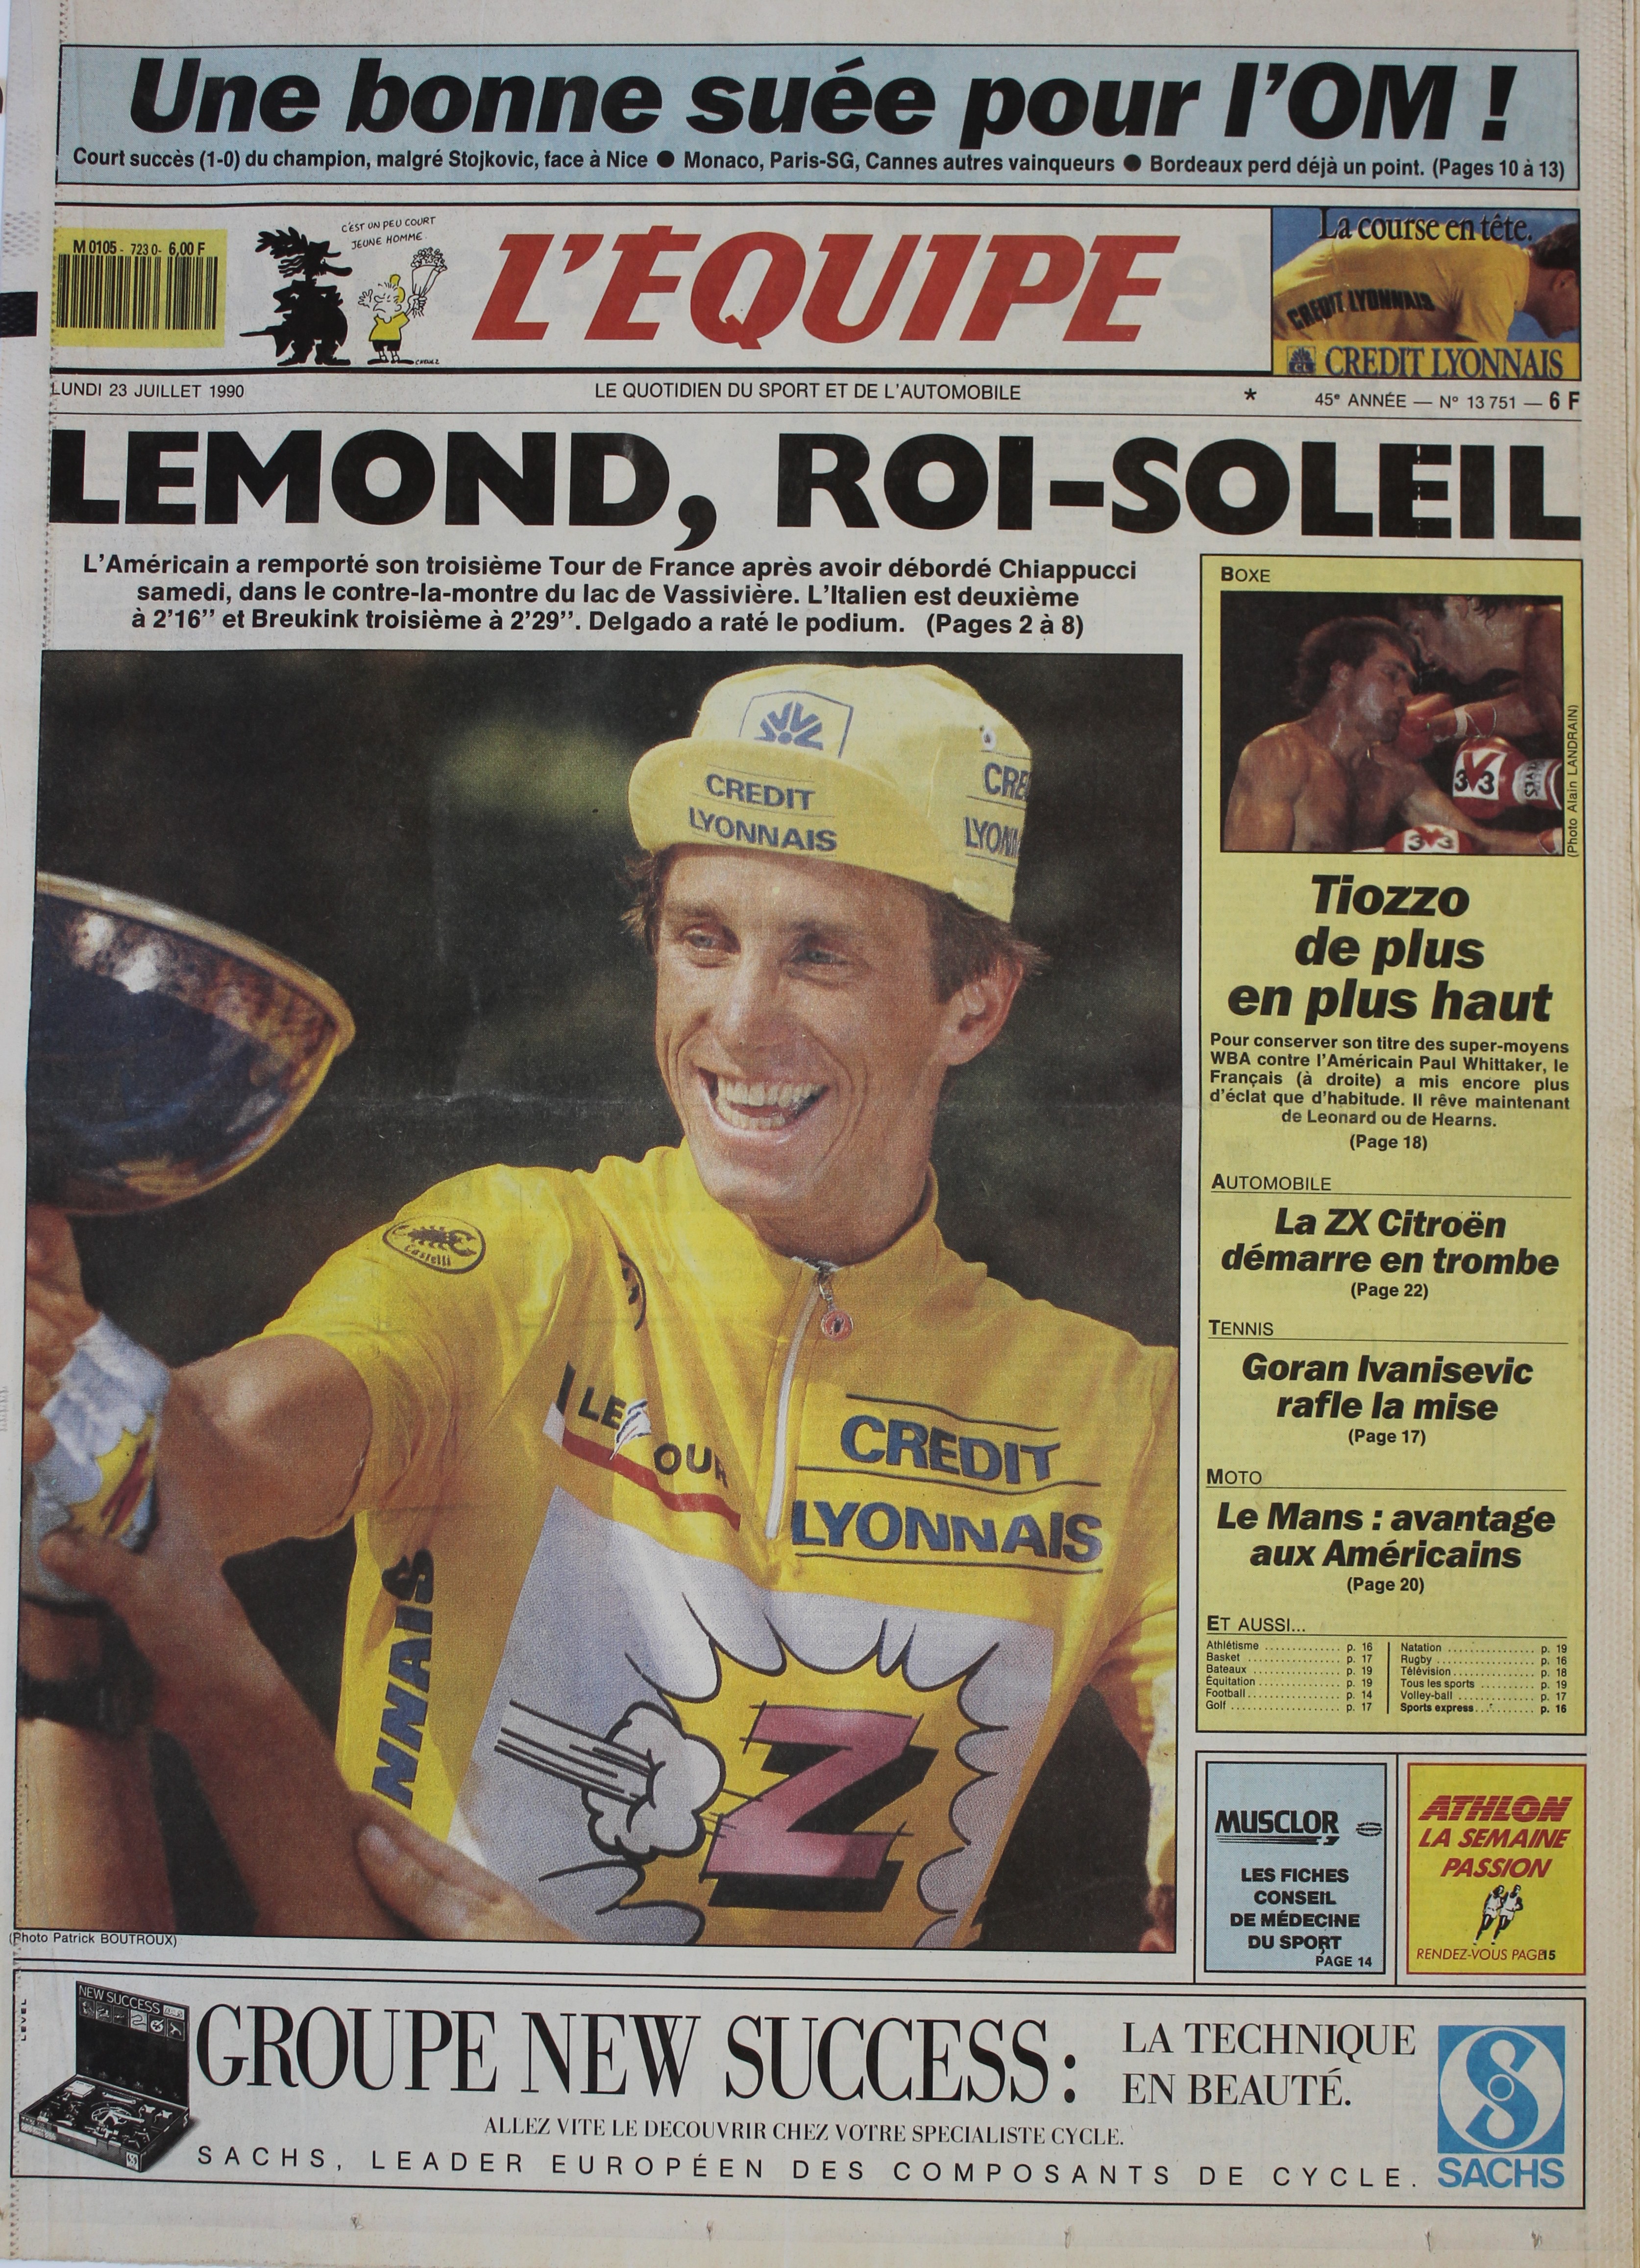 Une bonne suée pour l'OM !
Court succès (1-0) du champion, malgré Stojkovic, face à Nice ● Monaco, Paris-SG, Cannes autres vainqueurs ● Bordeaux perd déjà un point. (Pages 10 à 13)
M 0105 - 723 0 - 6,00 F
C'EST UN PEU COURT
JEUNE HOMME.
L'ÉQUIPE
La course en tête.
CREDIT LYONNAIS
CL CREDIT LYONNAIS
LUNDI 23 JUILLET 1990
LE QUOTIDIEN DU SPORT ET DE L'AUTOMOBILE
*
45e ANNÉE — N° 13 751 — 6 F
LEMOND, ROI-SOLEIL
L'Américain a remporté son troisième Tour de France après avoir débordé Chiappucci
samedi, dans le contre-la-montre du lac de Vassivière. L'Italien est deuxième
à 2'16'' et Breukink troisième à 2'29''. Delgado a raté le podium. (Pages 2 à 8)
CREDIT
LYONNAIS
CRE
LYONN
Castelli
LE TOUR
CREDIT
LYONNAIS
NNAIS
Z
(Photo Patrick BOUTROUX)
BOXE
3V3
3V3
(Photo Alain LANDRAIN)
Tiozzo
de plus
en plus haut
Pour conserver son titre des super-moyens
WBA contre l'Américain Paul Whittaker, le
Français (à droite) a mis encore plus
d'éclat que d'habitude. Il rêve maintenant
de Leonard ou de Hearns.
(Page 18)
AUTOMOBILE
La ZX Citroën
démarre en trombe
(Page 22)
TENNIS
Goran Ivanisevic
rafle la mise
(Page 17)
MOTO
Le Mans : avantage
aux Américains
(Page 20)
ET AUSSI...
Athlétisme ............. p. 16
Basket ............. p. 17
Bateaux ............. p. 19
Équitation ............. p. 19
Football ............. p. 14
Golf ............. p. 17
Natation ............. p. 19
Rugby ............. p. 16
Télévision ............. p. 18
Tous les sports ............. p. 19
Volley-ball ............. p. 17
Sports express ............. p. 16
MUSCLOR
LES FICHES
CONSEIL
DE MÉDECINE
DU SPORT
PAGE 14
ATHLON
LA SEMAINE
PASSION
RENDEZ-VOUS PAGE 15
LEVEL
NEW SUCCESS
GROUPE NEW SUCCESS :
LA TECHNIQUE
EN BEAUTÉ.
ALLEZ VITE LE DECOUVRIR CHEZ VOTRE SPECIALISTE CYCLE.
SACHS, LEADER EUROPÉEN DES COMPOSANTS DE CYCLE.
SACHS